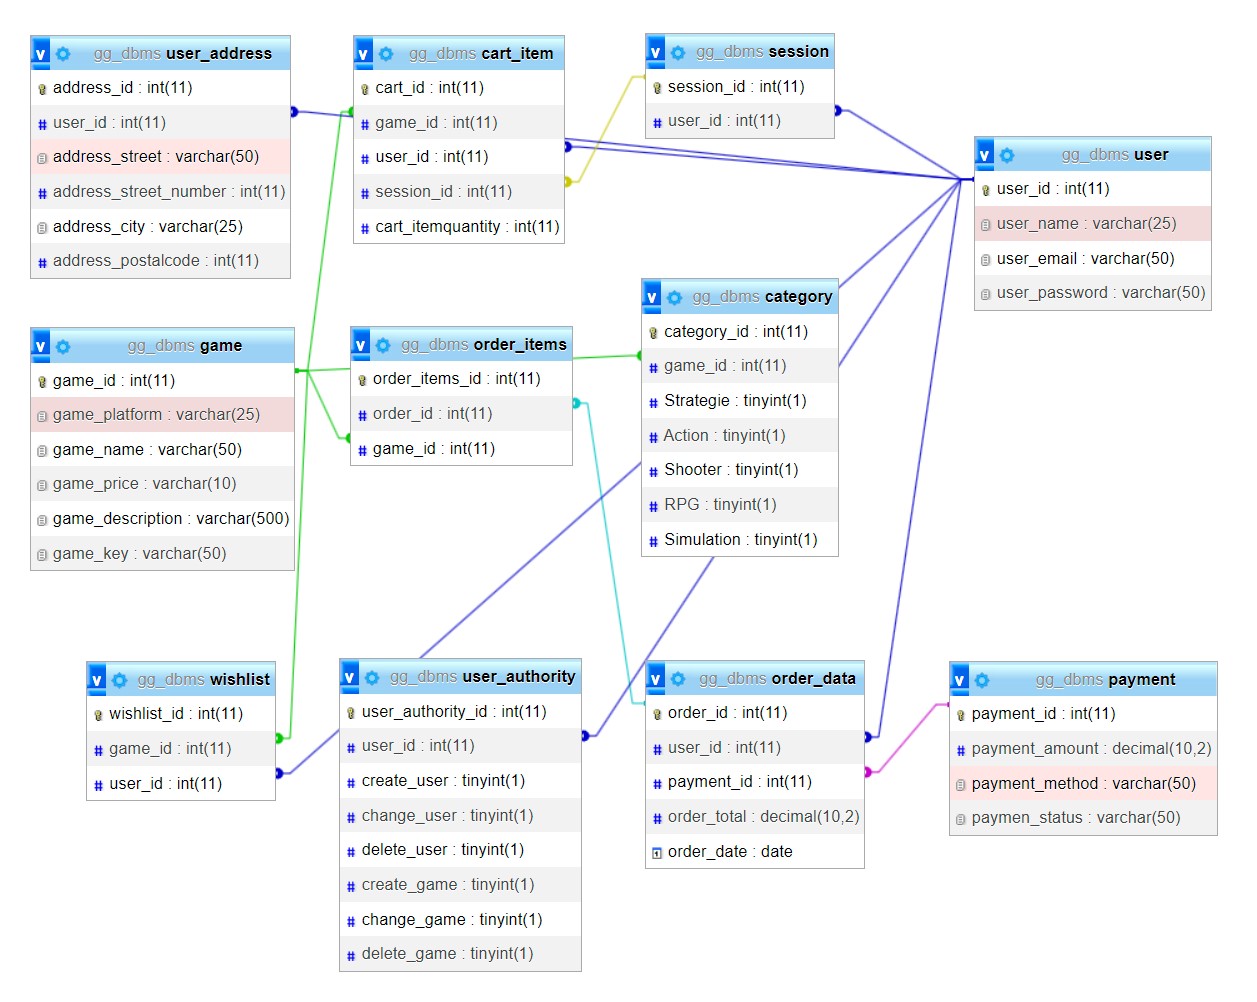 v gg_dbms user_address
address_id : int(11)
user_id : int(11)
address_street : varchar(50)
address_street_number : int(11)
address_city : varchar(25)
address_postalcode : int(11)
v gg_dbms cart_item
cart_id : int(11)
game_id : int(11)
user_id : int(11)
session_id : int(11)
cart_itemquantity : int(11)
v gg_dbms session
session_id : int(11)
user_id : int(11)
v gg_dbms user
user_id : int(11)
user_name : varchar(25)
user_email : varchar(50)
user_password : varchar(50)
v gg_dbms game
game_id : int(11)
game_platform : varchar(25)
game_name : varchar(50)
game_price : varchar(10)
game_description : varchar(500)
game_key : varchar(50)
v gg_dbms order_items
order_items_id : int(11)
order_id : int(11)
game_id : int(11)
v gg_dbms category
category_id : int(11)
game_id : int(11)
Strategie : tinyint(1)
Action : tinyint(1)
Shooter : tinyint(1)
RPG : tinyint(1)
Simulation : tinyint(1)
v gg_dbms wishlist
wishlist_id : int(11)
game_id : int(11)
user_id : int(11)
v gg_dbms user_authority
user_authority_id : int(11)
user_id : int(11)
create_user : tinyint(1)
change_user : tinyint(1)
delete_user : tinyint(1)
create_game : tinyint(1)
change_game : tinyint(1)
delete_game : tinyint(1)
v gg_dbms order_data
order_id : int(11)
user_id : int(11)
payment_id : int(11)
order_total : decimal(10,2)
order_date : date
v gg_dbms payment
payment_id : int(11)
payment_amount : decimal(10,2)
payment_method : varchar(50)
paymen_status : varchar(50)